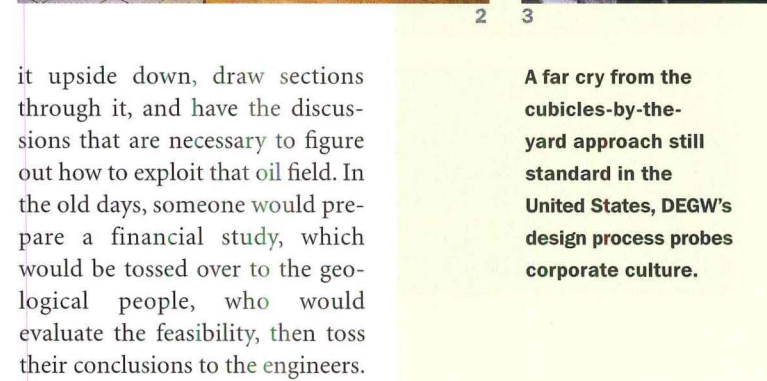 2 3
it upside down, draw sections
through it, and have the discus-
sions that are necessary to figure
out how to exploit that oil field. In
the old days, someone would pre-
pare a financial study, which
would be tossed over to the geo-
logical people, who would
evaluate the feasibility, then toss
their conclusions to the engineers.
A far cry from the
cubicles-by-the-
yard approach still
standard in the
United States, DEGW's
design process probes
corporate culture.